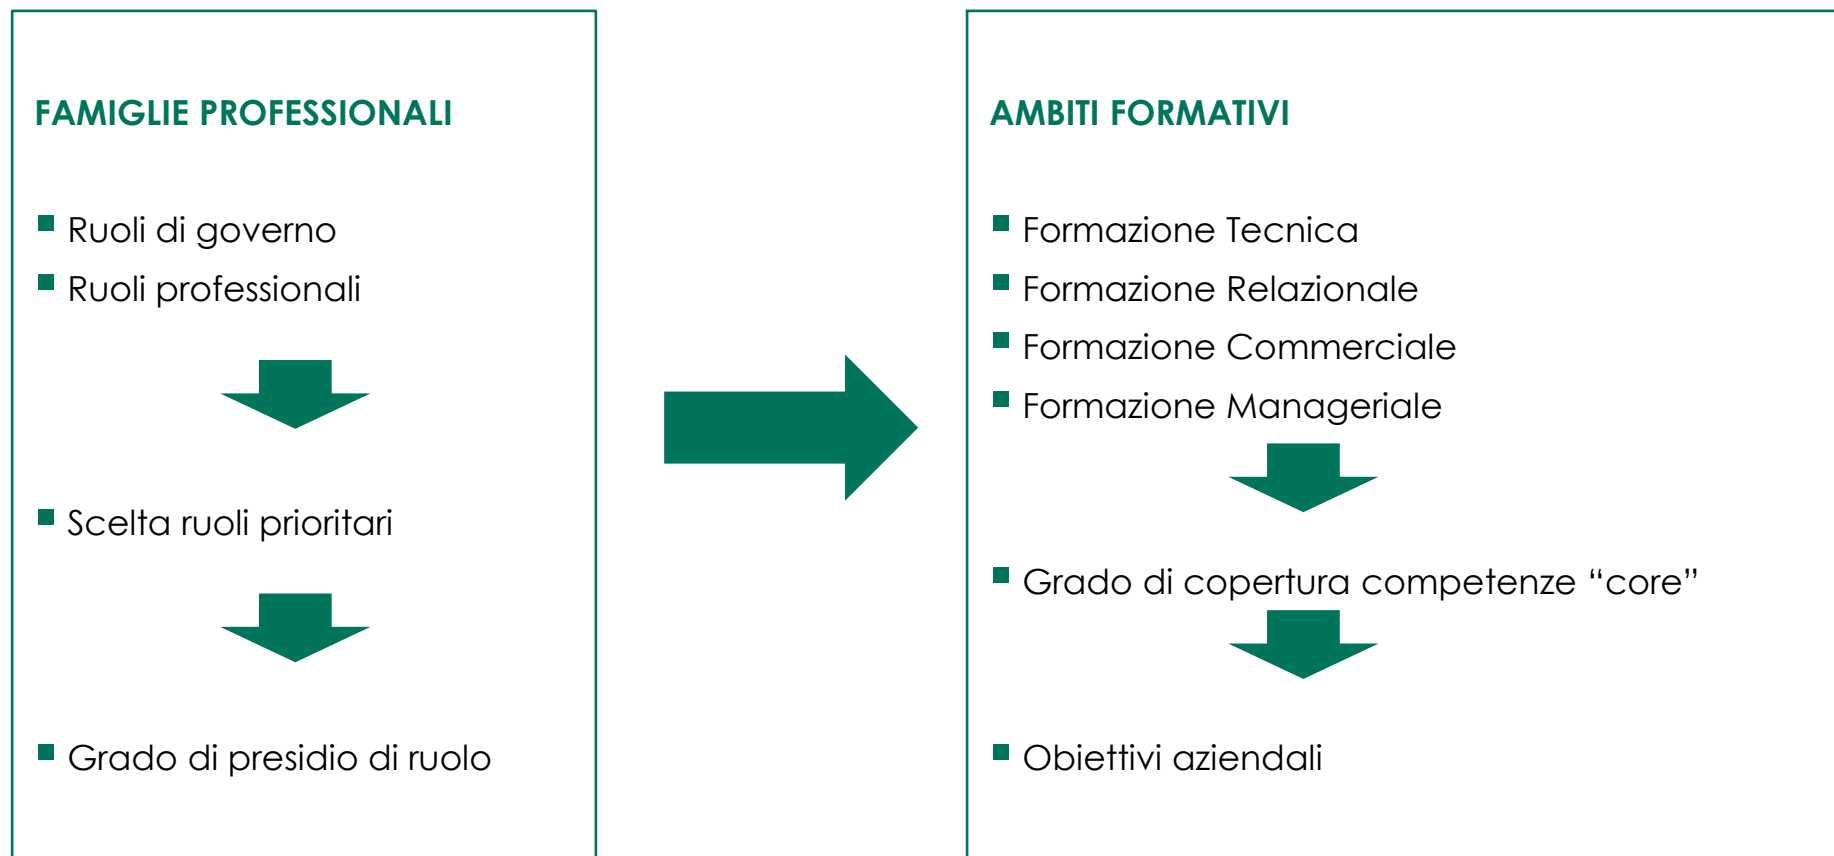 FAMIGLIE PROFESSIONALI
Ruoli di governo
Ruoli professionali
Scelta ruoli prioritari
Grado di presidio di ruolo
AMBITI FORMATIVI
Formazione Tecnica
Formazione Relazionale
Formazione Commerciale
Formazione Manageriale
Grado di copertura competenze “core”
Obiettivi aziendali